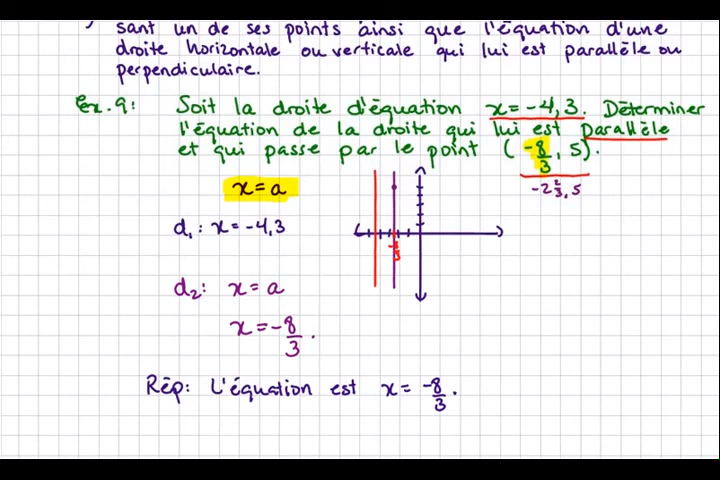 sant un de ses points ainsi que l'équation d'une
droite horizontale ou verticale qui lui est parallèle ou
perpendiculaire.
Ex. 9: Soit la droite d'équation x = -4,3. Déterminer
l'équation de la droite qui lui est parallèle
et qui passe par le point (-8/3, 5).
-2 2/3, 5
x = a
d₁: x = -4,3
-8/3
d₂: x = a
x = -8/3.
Rép: L'équation est x = -8/3.